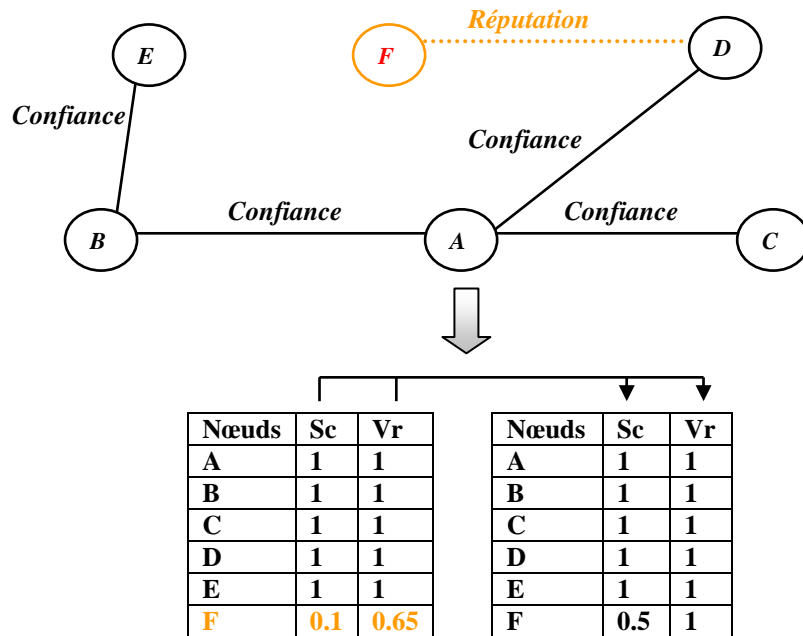 Réputation
E
F
D
Confiance
Confiance
Confiance
Confiance
B
A
C
Nœuds Sc Vr
A 1 1
B 1 1
C 1 1
D 1 1
E 1 1
F 0.1 0.65
Nœuds Sc Vr
A 1 1
B 1 1
C 1 1
D 1 1
E 1 1
F 0.5 1